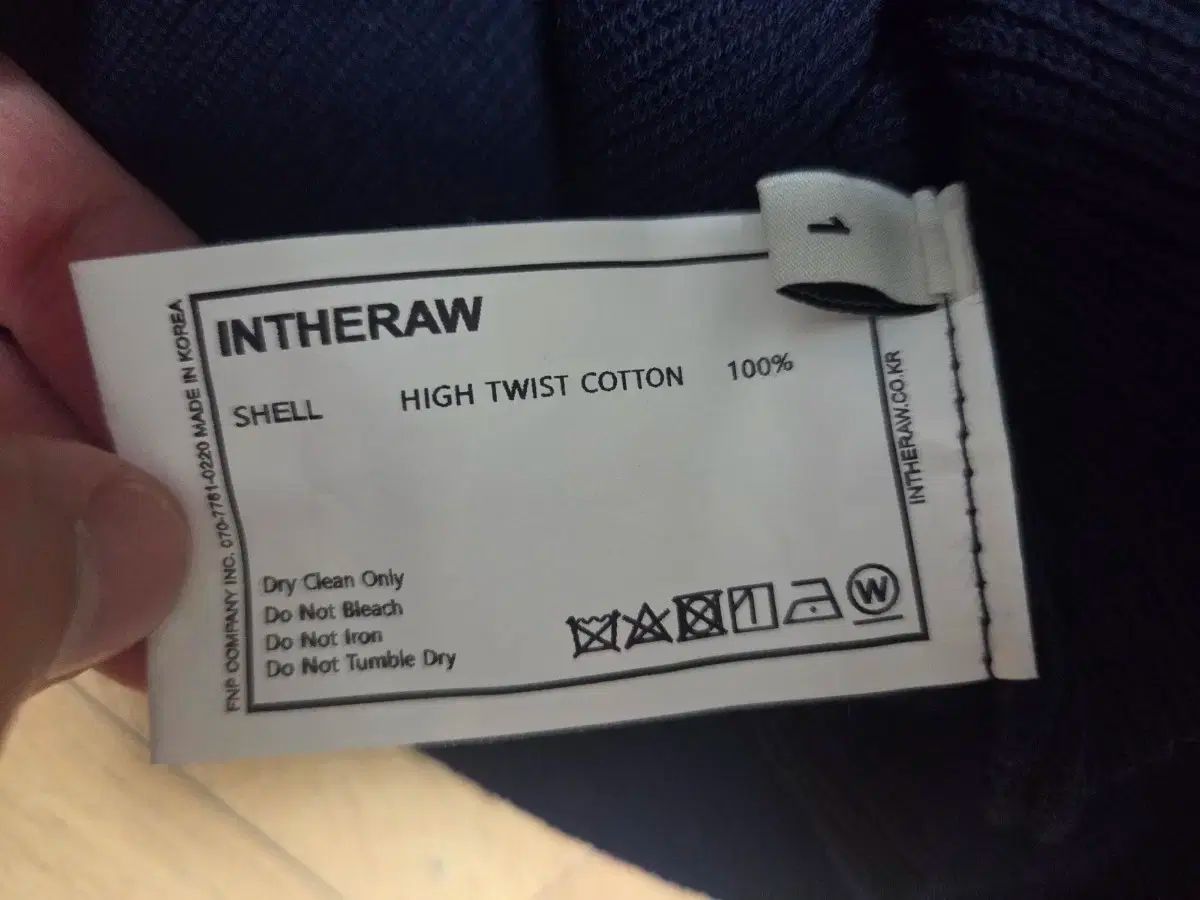 1
INTHERAW
SHELL HIGH TWIST COTTON 100%
Dry Clean Only
Do Not Bleach
Do Not Iron
Do Not Tumble Dry
W
FNP COMPANY INC. 070-7761-0220 MADE IN KOREA
INTHERAW.CO.KR